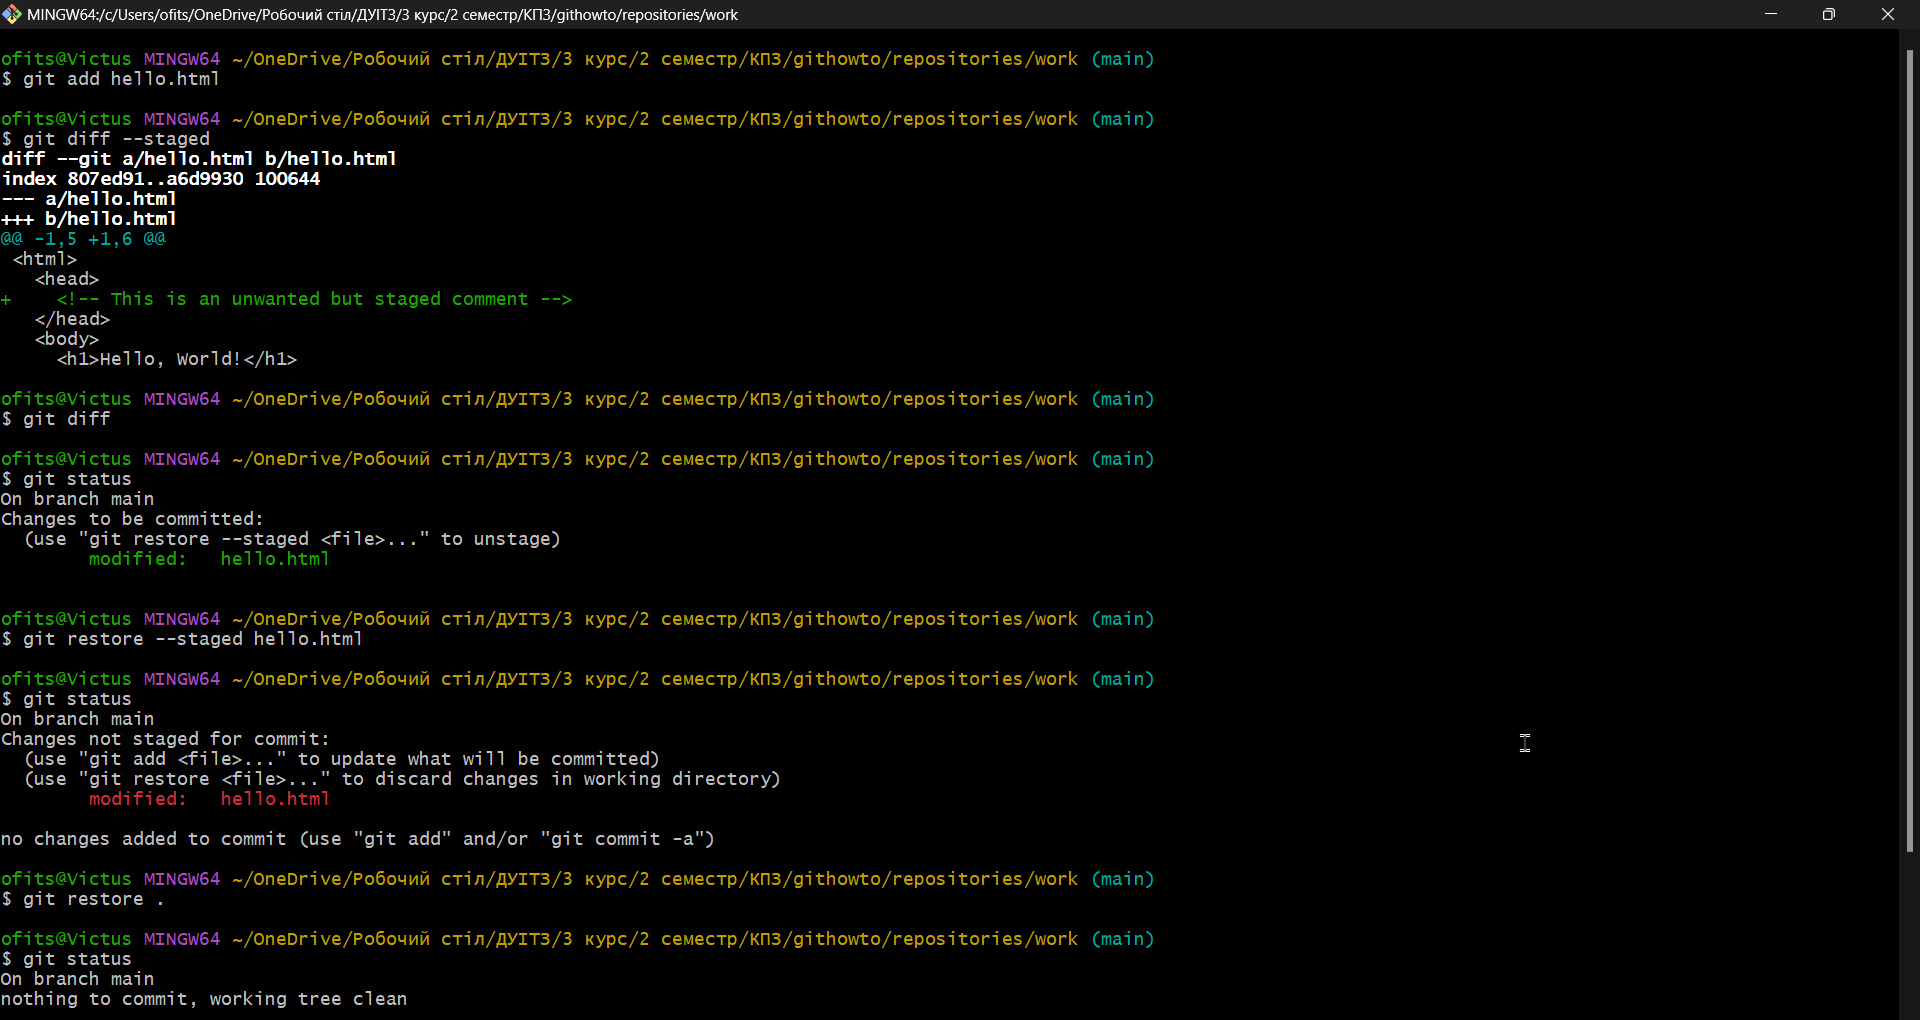 MINGW64:/c/Users/ofits/OneDrive/Робочий стіл/ДУІТЗ/3 курс/2 семестр/КПЗ/githowto/repositories/work
ofits@Victus MINGW64 ~/OneDrive/Робочий стіл/ДУІТЗ/3 курс/2 семестр/КПЗ/githowto/repositories/work (main)
$ git add hello.html
ofits@Victus MINGW64 ~/OneDrive/Робочий стіл/ДУІТЗ/3 курс/2 семестр/КПЗ/githowto/repositories/work (main)
$ git diff --staged
diff --git a/hello.html b/hello.html
index 807ed91..a6d9930 100644
--- a/hello.html
+++ b/hello.html
@@ -1,5 +1,6 @@
 <html>
   <head>
+    <!-- This is an unwanted but staged comment -->
   </head>
   <body>
     <h1>Hello, World!</h1>
ofits@Victus MINGW64 ~/OneDrive/Робочий стіл/ДУІТЗ/3 курс/2 семестр/КПЗ/githowto/repositories/work (main)
$ git diff
ofits@Victus MINGW64 ~/OneDrive/Робочий стіл/ДУІТЗ/3 курс/2 семестр/КПЗ/githowto/repositories/work (main)
$ git status
On branch main
Changes to be committed:
  (use "git restore --staged <file>..." to unstage)
        modified:   hello.html
ofits@Victus MINGW64 ~/OneDrive/Робочий стіл/ДУІТЗ/3 курс/2 семестр/КПЗ/githowto/repositories/work (main)
$ git restore --staged hello.html
ofits@Victus MINGW64 ~/OneDrive/Робочий стіл/ДУІТЗ/3 курс/2 семестр/КПЗ/githowto/repositories/work (main)
$ git status
On branch main
Changes not staged for commit:
  (use "git add <file>..." to update what will be committed)
  (use "git restore <file>..." to discard changes in working directory)
        modified:   hello.html
no changes added to commit (use "git add" and/or "git commit -a")
ofits@Victus MINGW64 ~/OneDrive/Робочий стіл/ДУІТЗ/3 курс/2 семестр/КПЗ/githowto/repositories/work (main)
$ git restore .
ofits@Victus MINGW64 ~/OneDrive/Робочий стіл/ДУІТЗ/3 курс/2 семестр/КПЗ/githowto/repositories/work (main)
$ git status
On branch main
nothing to commit, working tree clean